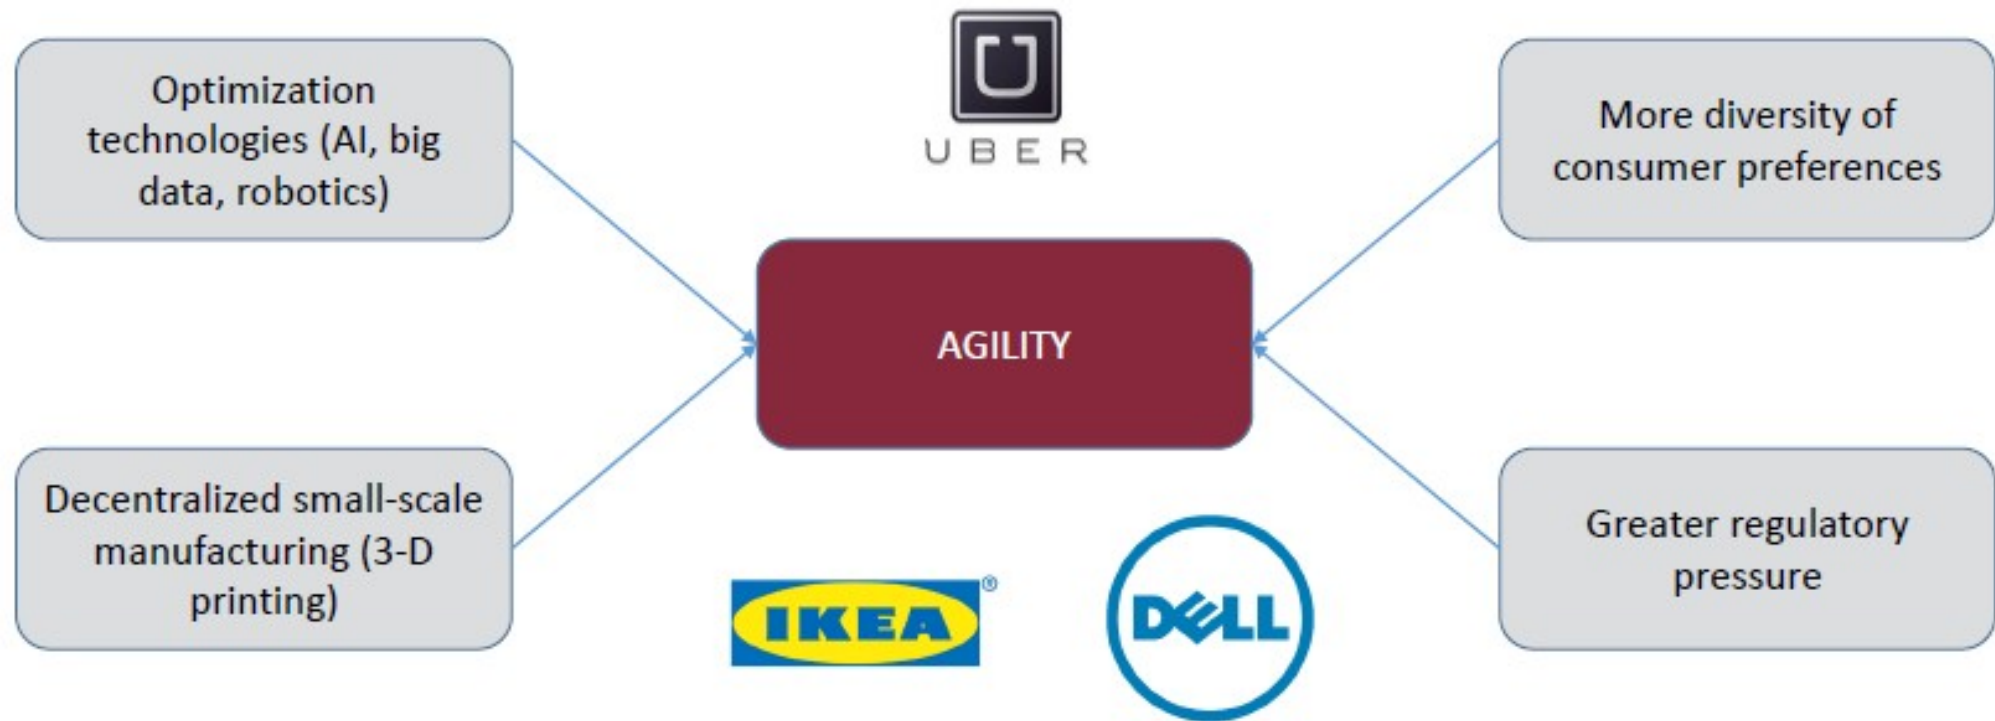 Optimization
technologies (AI, big
data, robotics)
U
UBER
More diversity of
consumer preferences
AGILITY
Decentralized small-scale
manufacturing (3-D
printing)
IKEA®
DELL
Greater regulatory
pressure